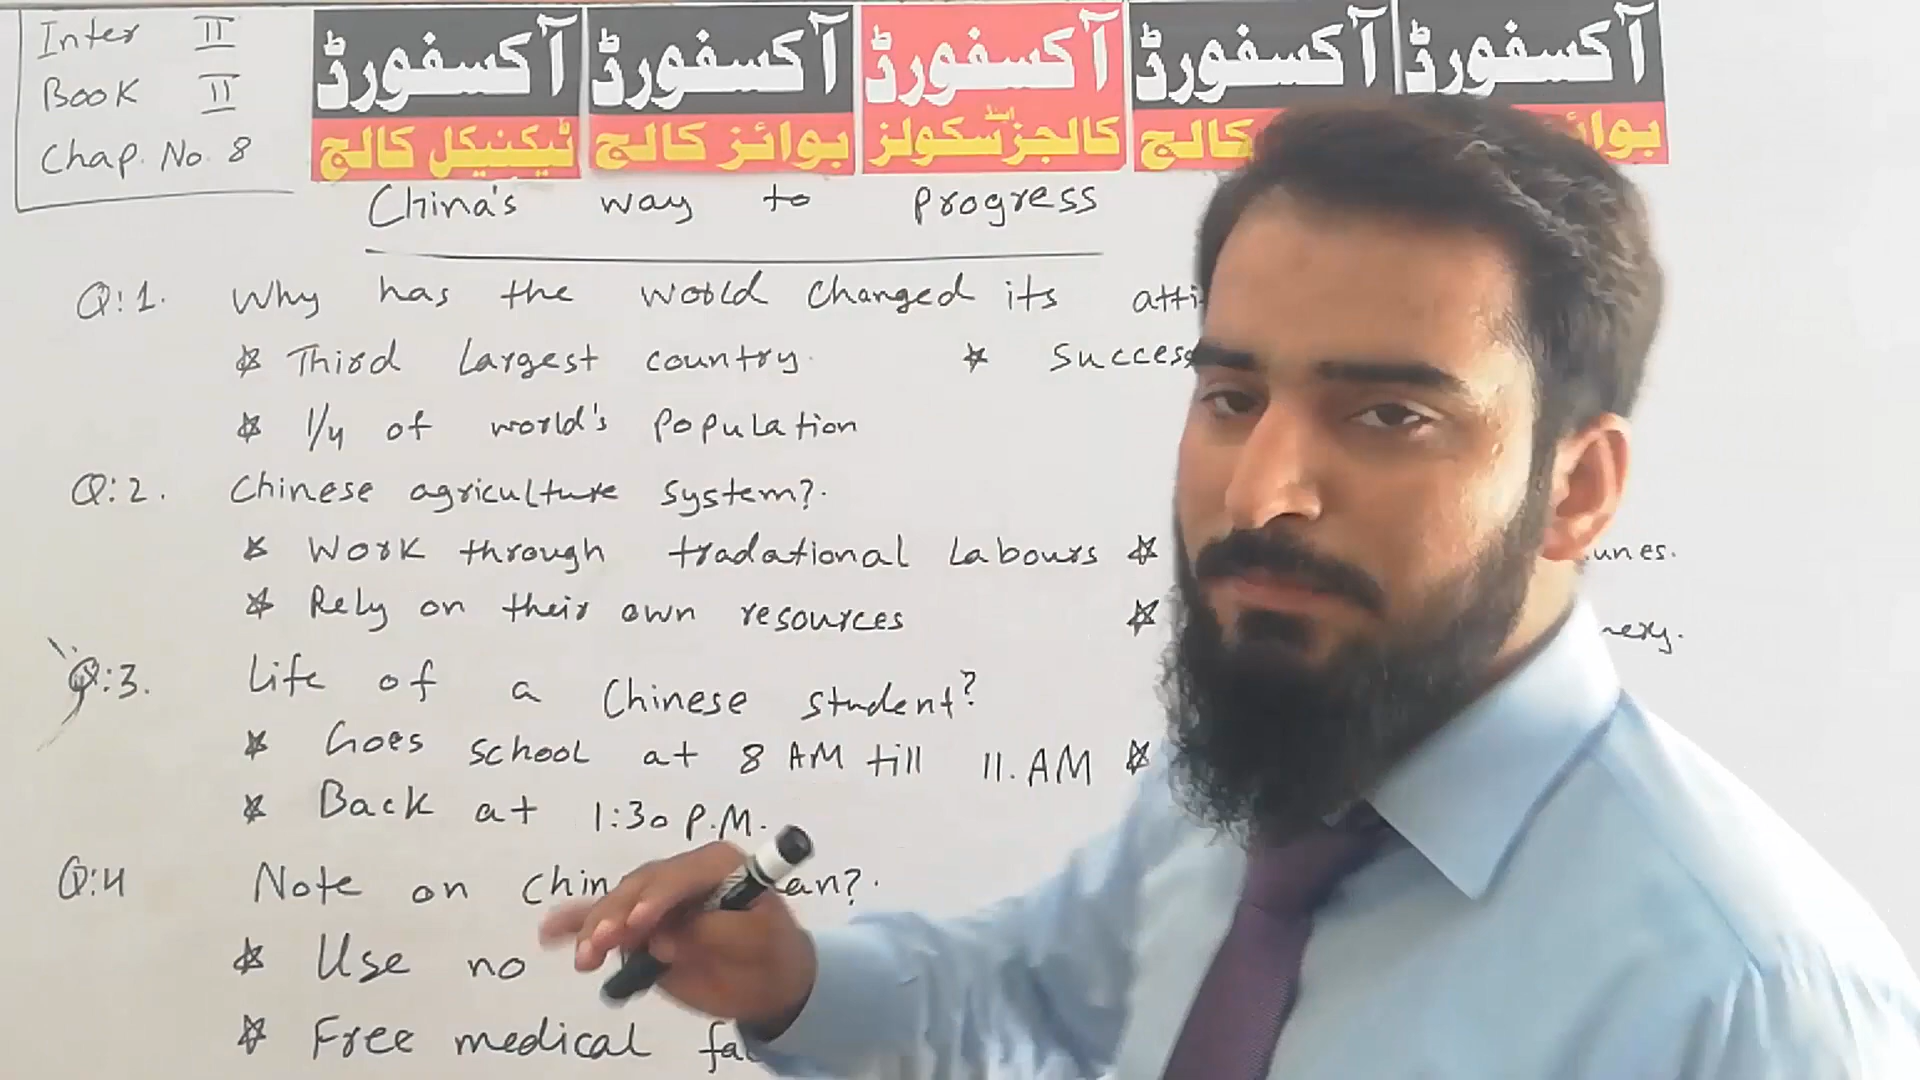 Inter II
Book II
Chap. No. 8
آکسفورڈ آکسفورڈ آکسفورڈ آکسفورڈ آکسفورڈ
ٹیکنیکل کالج بوائز کالج کالجز اینڈ سکولز کالج
China's way to progress
Q:1. Why has the world changed its
* Third largest country. * Success
* 1/4 of world's population
Q:2. Chinese agriculture system?.
* Work through tradational Labours *
* Rely on their own resources *
Q:3. Life of a Chinese student?
* Goes school at 8 AM till 11. AM *
* Back at 1:30 P.M.
Q:4 Note on
* Use no
* Free medical